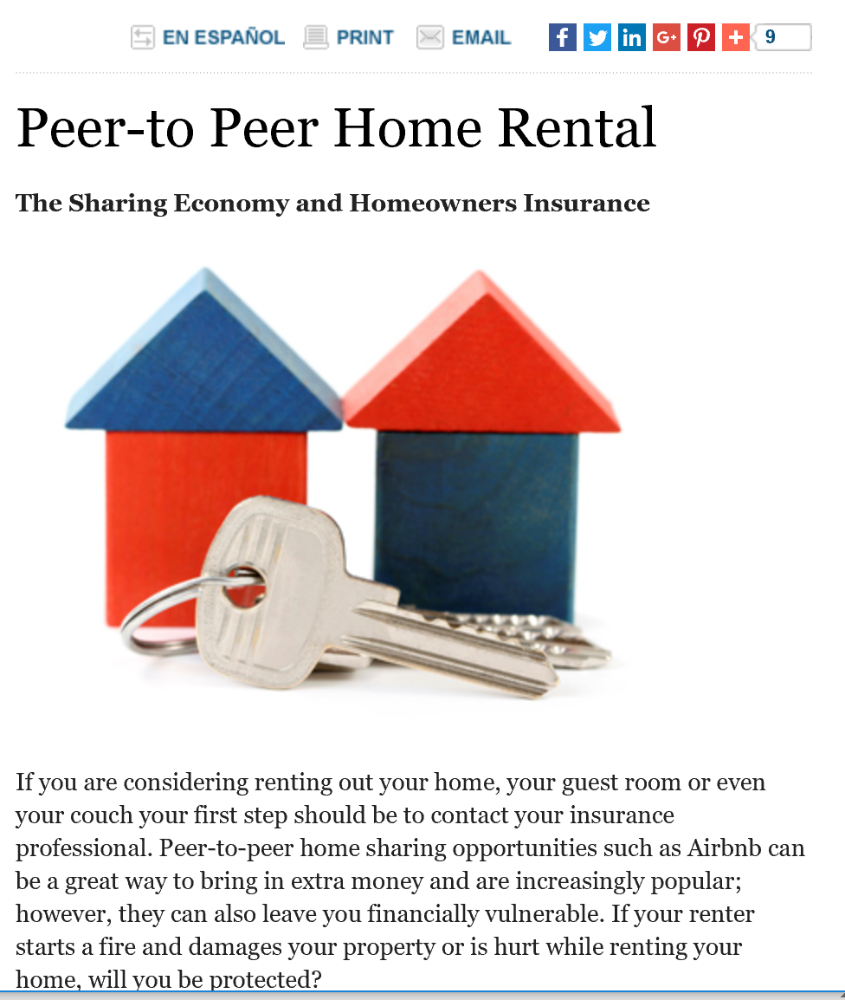 EN ESPAÑOL PRINT EMAIL f in G+ 9
Peer-to Peer Home Rental
The Sharing Economy and Homeowners Insurance
If you are considering renting out your home, your guest room or even
your couch your first step should be to contact your insurance
professional. Peer-to-peer home sharing opportunities such as Airbnb can
be a great way to bring in extra money and are increasingly popular;
however, they can also leave you financially vulnerable. If your renter
starts a fire and damages your property or is hurt while renting your
home, will you be protected?